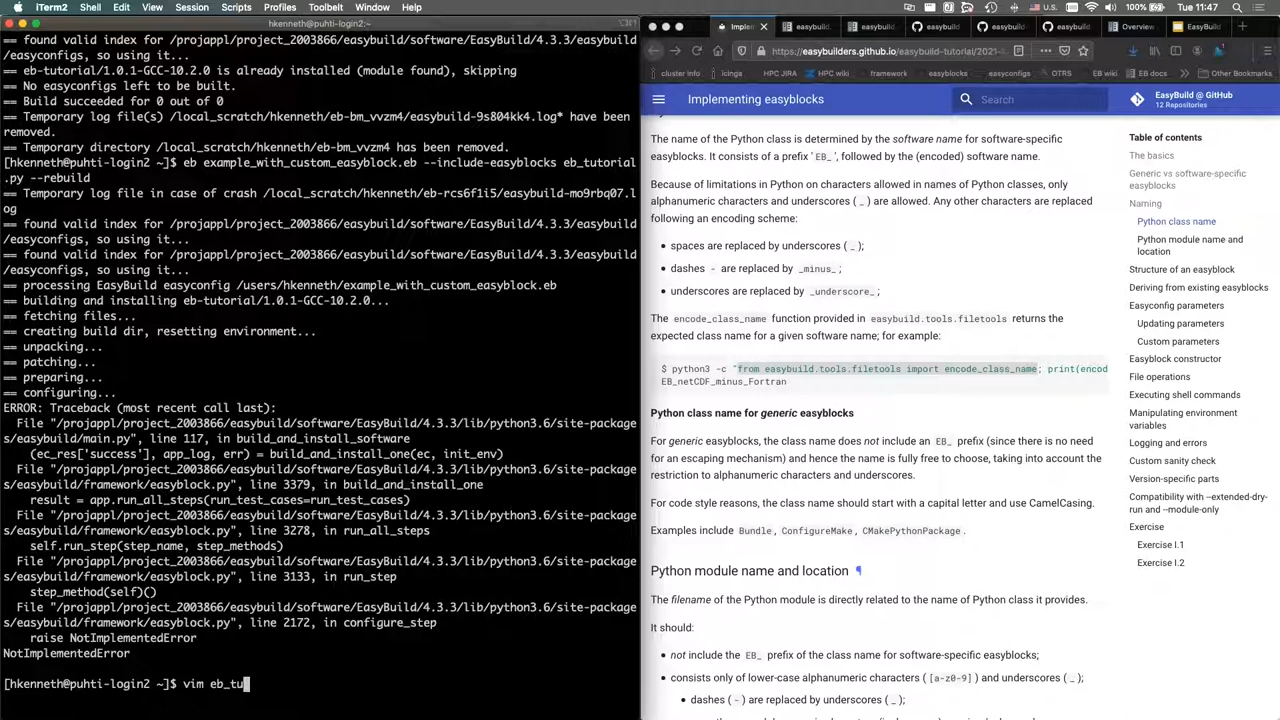 iTerm2 Shell Edit View Session Scripts Profiles Toolbelt Window Help
100% Tue 11:47
hkenneth@puhti-login2:~
== found valid index for /projappl/project_2003866/easybuild/software/EasyBuild/4.3.3/easybuild
/easyconfigs, so using it...
== eb-tutorial/1.0.1-GCC-10.2.0 is already installed (module found), skipping
== No easyconfigs left to be built.
== Build succeeded for 0 out of 0
== Temporary log file(s) /local_scratch/hkenneth/eb-bm_vvzm4/easybuild-9s804kk4.log* have been
removed.
== Temporary directory /local_scratch/hkenneth/eb-bm_vvzm4 has been removed.
[hkenneth@puhti-login2 ~]$ eb example_with_custom_easyblock.eb --include-easyblocks eb_tutorial
.py --rebuild
== Temporary log file in case of crash /local_scratch/hkenneth/eb-rcs6f1i5/easybuild-mo9rbq07.l
og
== found valid index for /projappl/project_2003866/easybuild/software/EasyBuild/4.3.3/easybuild
/easyconfigs, so using it...
== found valid index for /projappl/project_2003866/easybuild/software/EasyBuild/4.3.3/easybuild
/easyconfigs, so using it...
== processing EasyBuild easyconfig /users/hkenneth/example_with_custom_easyblock.eb
== building and installing eb-tutorial/1.0.1-GCC-10.2.0...
== fetching files...
== creating build dir, resetting environment...
== unpacking...
== patching...
== preparing...
== configuring...
ERROR: Traceback (most recent call last):
File "/projappl/project_2003866/easybuild/software/EasyBuild/4.3.3/lib/python3.6/site-package
s/easybuild/main.py", line 117, in build_and_install_software
(ec_res['success'], app_log, err) = build_and_install_one(ec, init_env)
File "/projappl/project_2003866/easybuild/software/EasyBuild/4.3.3/lib/python3.6/site-package
s/easybuild/framework/easyblock.py", line 3379, in build_and_install_one
result = app.run_all_steps(run_test_cases=run_test_cases)
File "/projappl/project_2003866/easybuild/software/EasyBuild/4.3.3/lib/python3.6/site-package
s/easybuild/framework/easyblock.py", line 3278, in run_all_steps
self.run_step(step_name, step_methods)
File "/projappl/project_2003866/easybuild/software/EasyBuild/4.3.3/lib/python3.6/site-package
s/easybuild/framework/easyblock.py", line 3133, in run_step
step_method(self)()
File "/projappl/project_2003866/easybuild/software/EasyBuild/4.3.3/lib/python3.6/site-package
s/easybuild/framework/easyblock.py", line 2172, in configure_step
raise NotImplementedError
NotImplementedError
[hkenneth@puhti-login2 ~]$ vim eb_tu
Implem easybuild. easybuild easybuild easybuild easybuild Overview EasyBuild
https://easybuilders.github.io/easybuild-tutorial/2021-
cluster info icinga HPC JIRA HPC wiki framework easyblocks easyconfigs OTRS EB wiki EB docs Other Bookmarks
Implementing easyblocks
Search
EasyBuild @ GitHub
12 Repositories
The name of the Python class is determined by the software name for software-specific
easyblocks. It consists of a prefix ' EB_ ', followed by the (encoded) software name.
Because of limitations in Python on characters allowed in names of Python classes, only
alphanumeric characters and underscores ( _ ) are allowed. Any other characters are replaced
following an encoding scheme:
• spaces are replaced by underscores ( _ );
• dashes - are replaced by _minus_ ;
• underscores are replaced by _underscore_ ;
The encode_class_name function provided in easybuild.tools.filetools returns the
expected class name for a given software name; for example:
$ python3 -c "from easybuild.tools.filetools import encode_class_name; print(encod
EB_netCDF_minus_Fortran
Python class name for generic easyblocks
For generic easyblocks, the class name does not include an EB_ prefix (since there is no need
for an escaping mechanism) and hence the name is fully free to choose, taking into account the
restriction to alphanumeric characters and underscores.
For code style reasons, the class name should start with a capital letter and use CamelCasing.
Examples include Bundle, ConfigureMake, CMakePythonPackage.
Python module name and location ¶
The filename of the Python module is directly related to the name of Python class it provides.
It should:
• not include the EB_ prefix of the class name for software-specific easyblocks;
• consists only of lower-case alphanumeric characters ( [a-z0-9] ) and underscores ( _ );
• dashes ( - ) are replaced by underscores ( _ );
Table of contents
The basics
Generic vs software-specific
easyblocks
Naming
Python class name
Python module name and
location
Structure of an easyblock
Deriving from existing easyblocks
Easyconfig parameters
Updating parameters
Custom parameters
Easyblock constructor
File operations
Executing shell commands
Manipulating environment
variables
Logging and errors
Custom sanity check
Version-specific parts
Compatibility with --extended-dry-
run and --module-only
Exercise
Exercise I.1
Exercise I.2